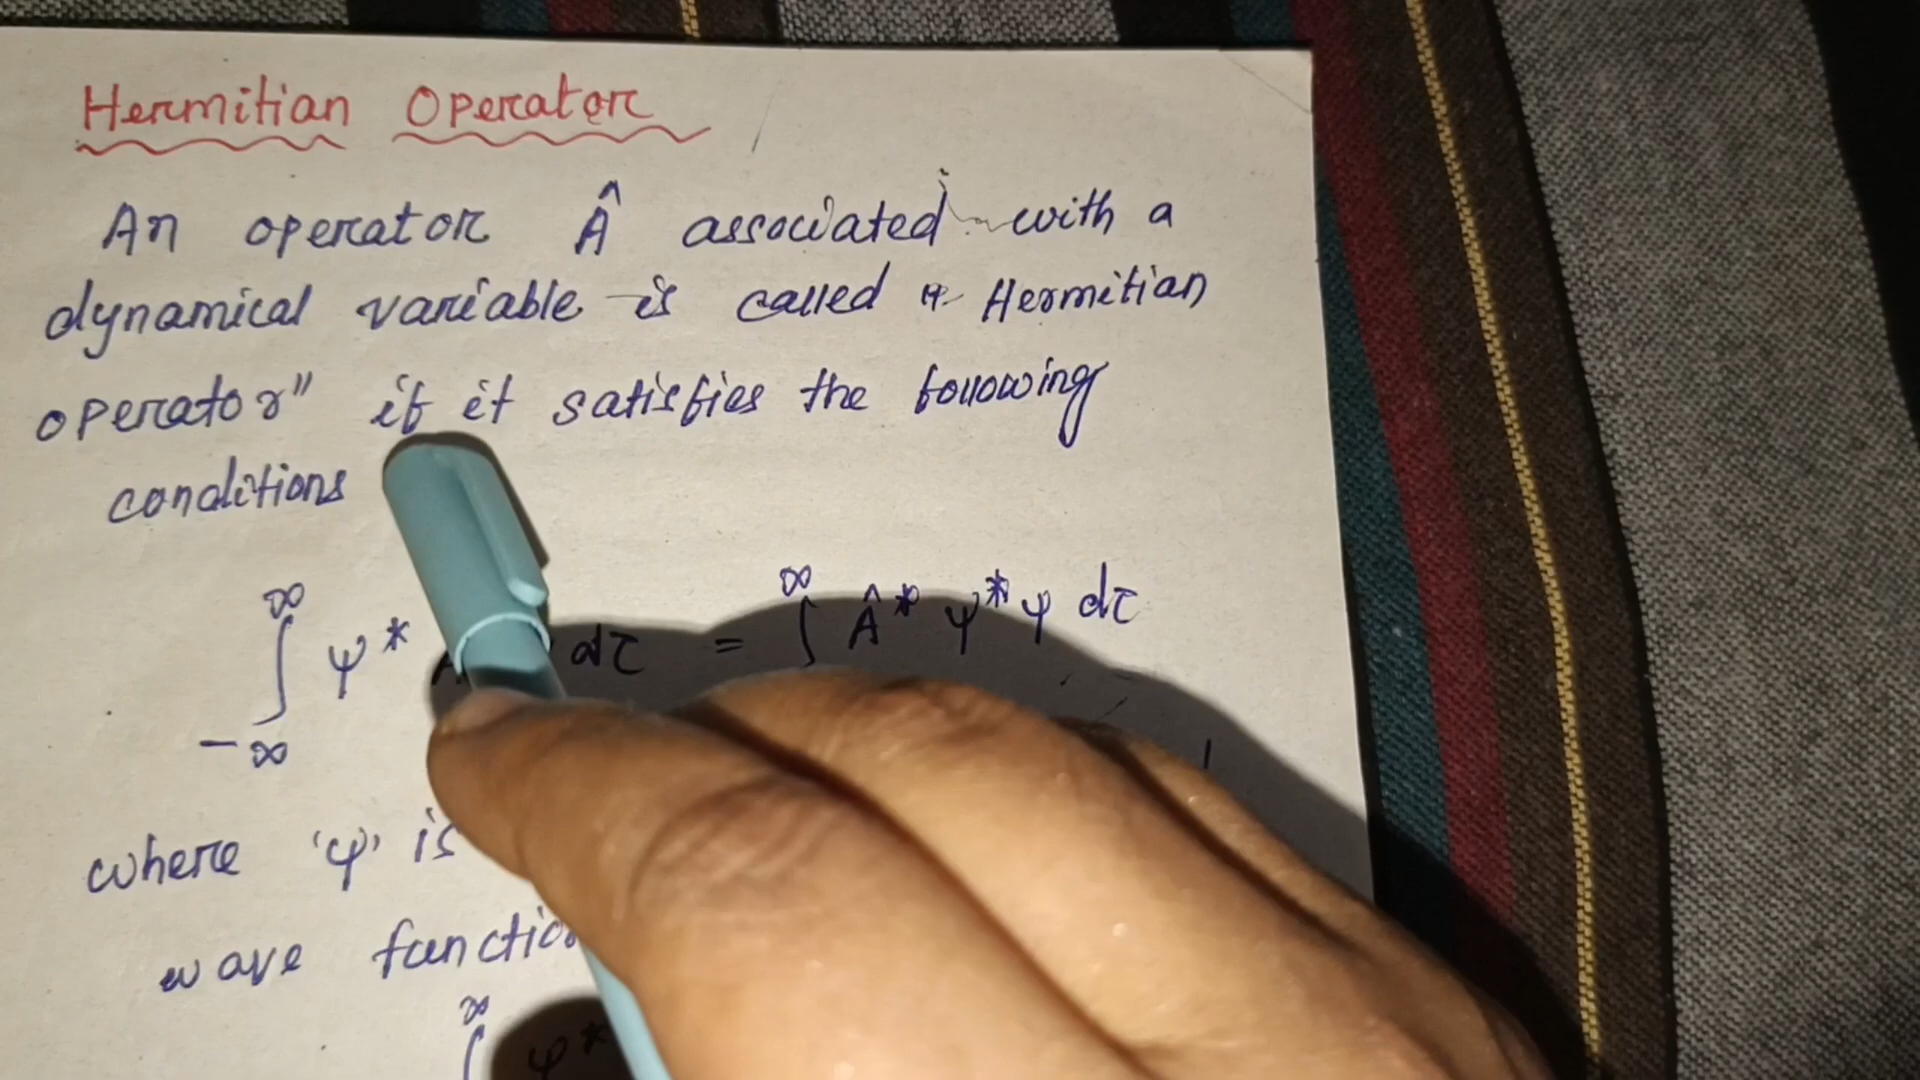 Hermitian Operator
An operator Â associated with a
dynamical variable is called Hermitian
operator" if it satisfies the following
conditions
∞ ∞
∫ ψ* dτ = ∫ Â* ψ* ψ dτ
-∞
where 'ψ' is
wave
∞
∫ ψ*